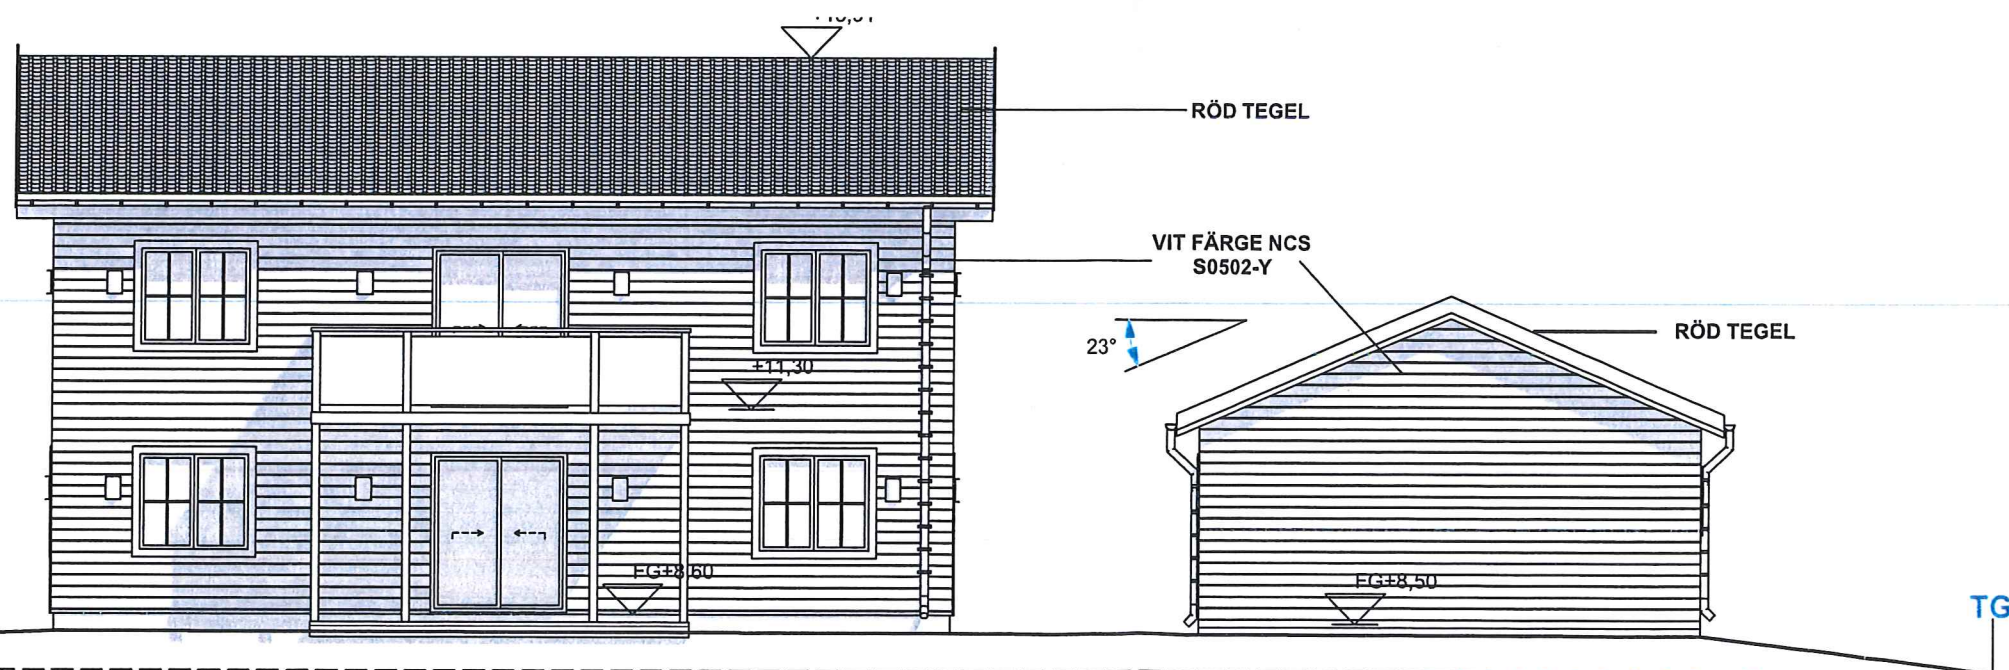 RÖD TEGEL
VIT FÄRGE NCS
S0502-Y
23°
RÖD TEGEL
+11,30
FG+8,60
FG+8,50
TG